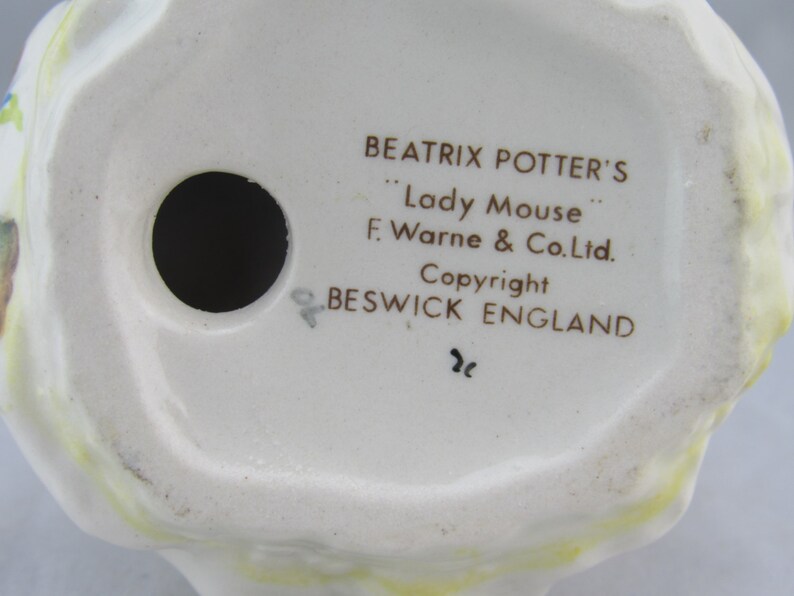 BEATRIX POTTER'S
"Lady Mouse"
F. Warne & Co.Ltd.
Copyright
BESWICK ENGLAND